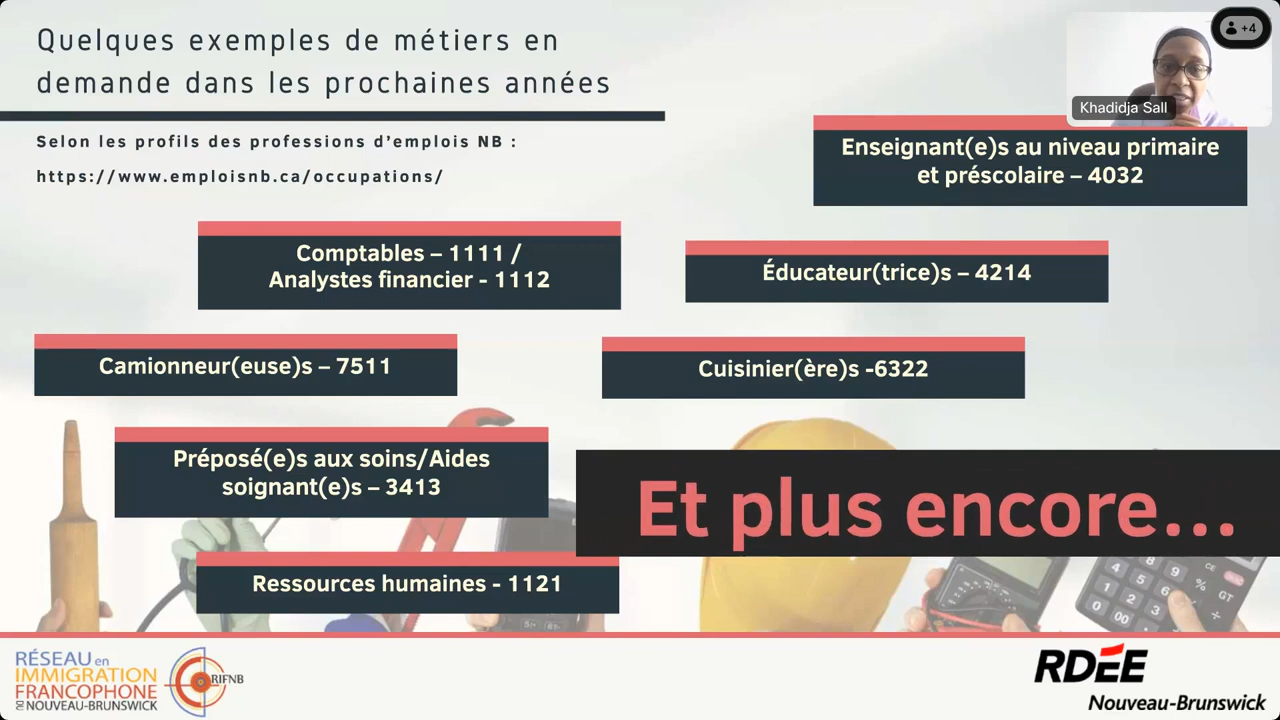 Quelques exemples de métiers en
demande dans les prochaines années
+4
Khadidja Sall
Selon les profils des professions d'emplois NB :
https://www.emploisnb.ca/occupations/
Enseignant(e)s au niveau primaire
et préscolaire – 4032
Comptables – 1111 /
Analystes financier - 1112
Éducateur(trice)s – 4214
Camionneur(euse)s – 7511
Cuisinier(ère)s -6322
Préposé(e)s aux soins/Aides
soignant(e)s – 3413
Et plus encore...
Ressources humaines - 1121
RÉSEAU en
IMMIGRATION
FRANCOPHONE
DU NOUVEAU-BRUNSWICK
RIFNB
RDÉE
Nouveau-Brunswick